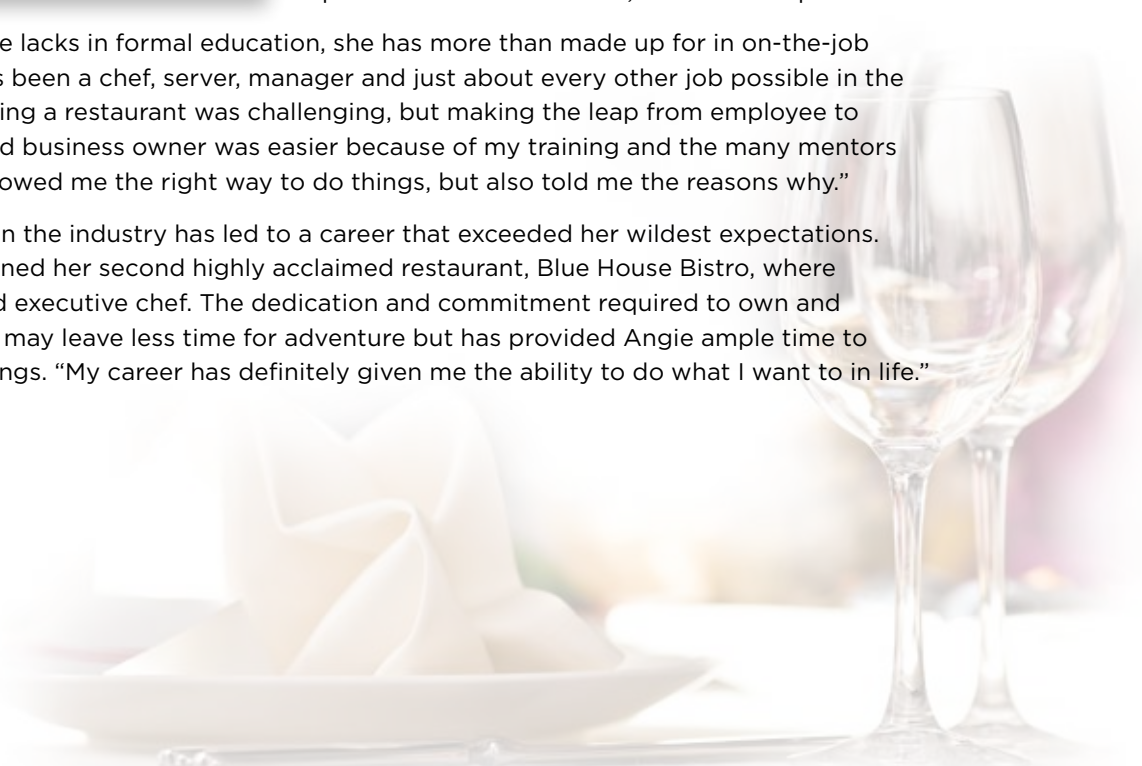 e lacks in formal education, she has more than made up for in on-the-job
s been a chef, server, manager and just about every other job possible in the
ing a restaurant was challenging, but making the leap from employee to
d business owner was easier because of my training and the many mentors
owed me the right way to do things, but also told me the reasons why.”
n the industry has led to a career that exceeded her wildest expectations.
ned her second highly acclaimed restaurant, Blue House Bistro, where
d executive chef. The dedication and commitment required to own and
may leave less time for adventure but has provided Angie ample time to
ngs. “My career has definitely given me the ability to do what I want to in life.”